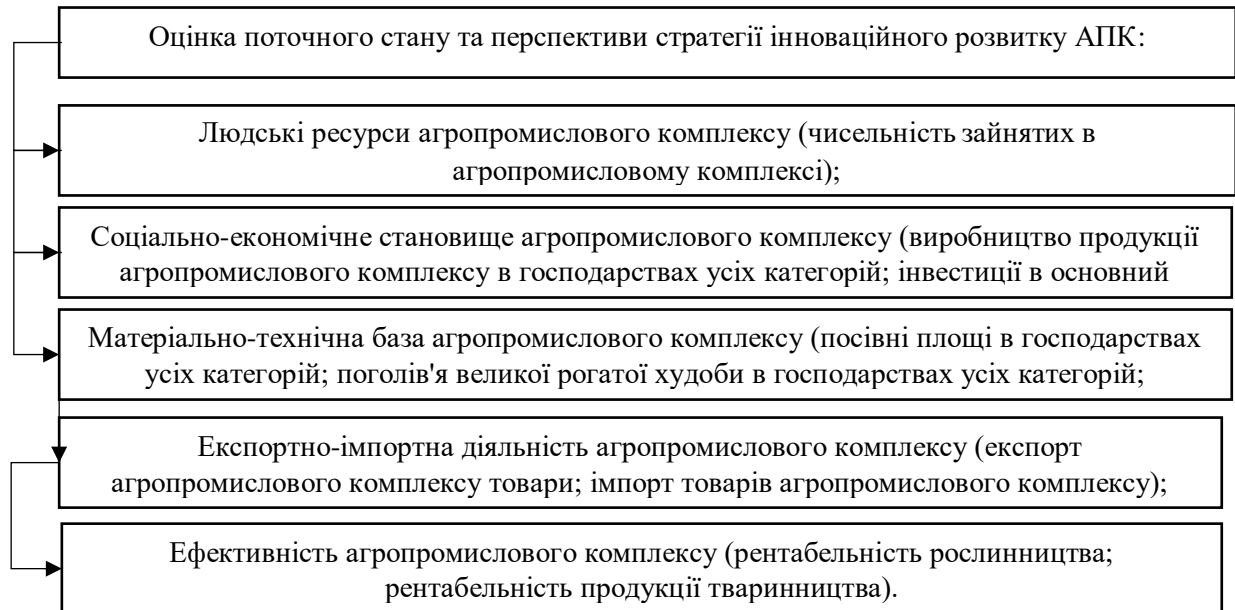 Оцінка поточного стану та перспективи стратегії інноваційного розвитку АПК:
Людські ресурси агропромислового комплексу (чисельність зайнятих в
агропромисловому комплексі);
Соціально-економічне становище агропромислового комплексу (виробництво продукції
агропромислового комплексу в господарствах усіх категорій; інвестиції в основний
Матеріально-технічна база агропромислового комплексу (посівні площі в господарствах
усіх категорій; поголів'я великої рогатої худоби в господарствах усіх категорій;
Експортно-імпортна діяльність агропромислового комплексу (експорт
агропромислового комплексу товари; імпорт товарів агропромислового комплексу);
Ефективність агропромислового комплексу (рентабельність рослинництва;
рентабельність продукції тваринництва).